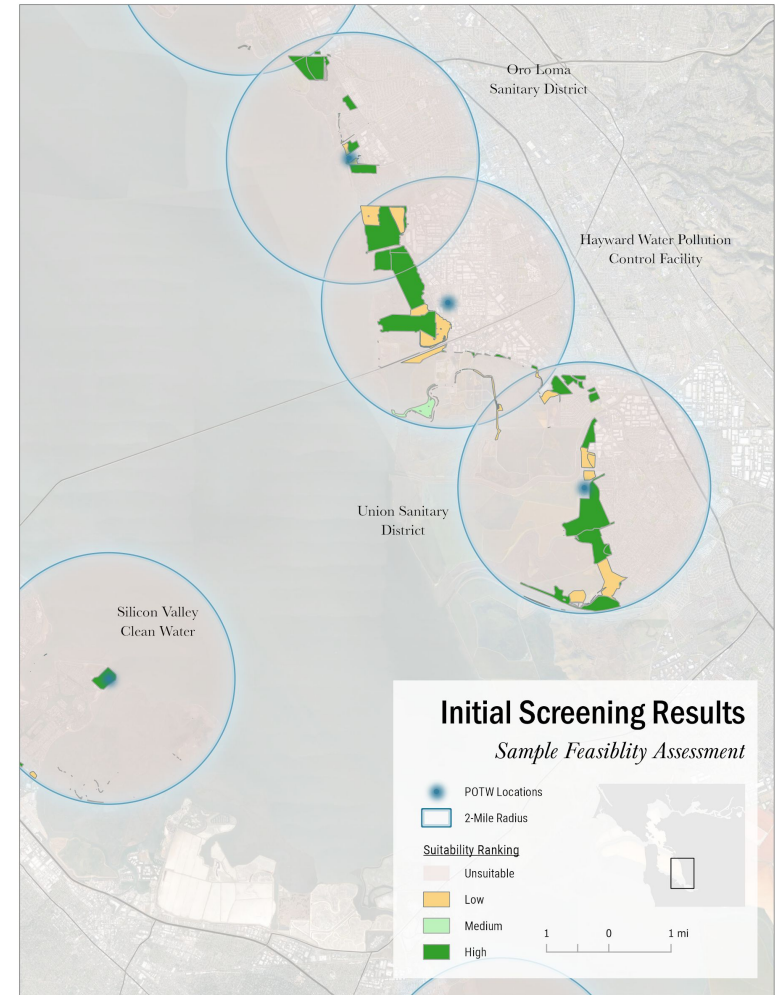 Oro Loma
Sanitary District
Hayward Water Pollution
Control Facility
Union Sanitary
District
Silicon Valley
Clean Water
Initial Screening Results
Sample Feasiblity Assessment
POTW Locations
2-Mile Radius
Suitability Ranking
Unsuitable
Low
Medium
High
1 0 1 mi